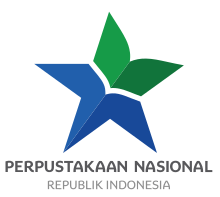 PERPUSTAKAAN NASIONAL
REPUBLIK INDONESIA